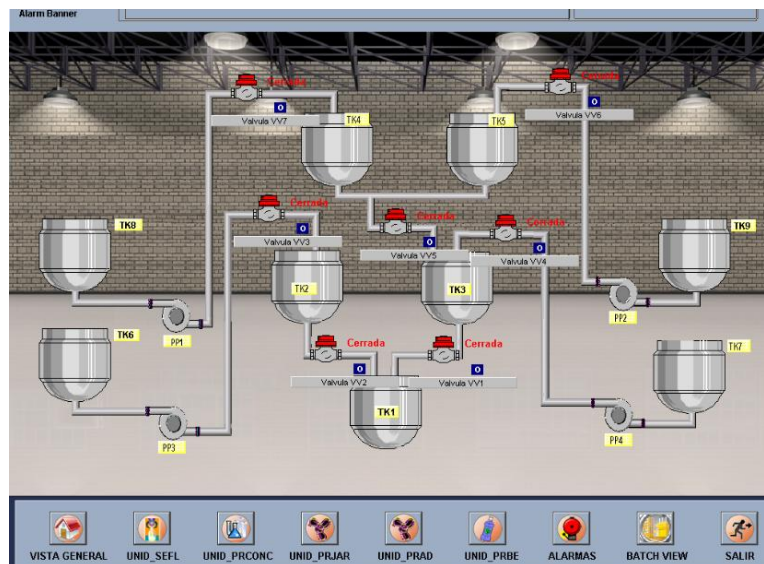 Alarm Banner
Cerrada
Cerrada
0
0
Valvula VV7
TK4
TK5
Valvula VV6
Cerrada
Cerrada
Cerrada
TK8
TK9
0
0
0
Valvula VV3
Valvula VV5
Valvula VV4
TK2
TK3
PP2
TK6
PP1
TK7
Cerrada
Cerrada
0
0
Valvula VV2
Valvula VV1
TK1
PP3
PP4
VISTA GENERAL
UNID_SEFL
UNID_PRCONC
UNID_PRJAR
UNID_PRAD
UNID_PRBE
ALARMAS
BATCH VIEW
SALIR